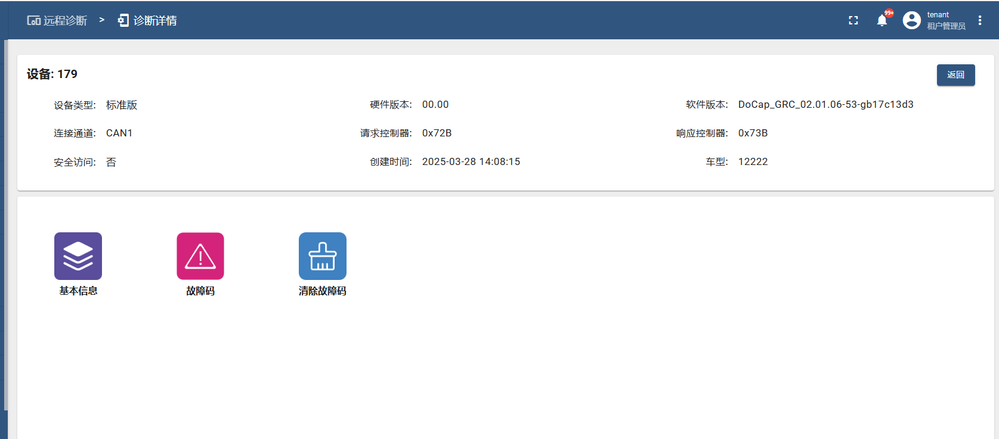 远程诊断 > 诊断详情
99+
tenant
租户管理员
设备: 179
返回
设备类型: 标准版
硬件版本: 00.00
软件版本: DoCap_GRC_02.01.06-53-gb17c13d3
连接通道: CAN1
请求控制器: 0x72B
响应控制器: 0x73B
安全访问: 否
创建时间: 2025-03-28 14:08:15
车型: 12222
基本信息
故障码
清除故障码